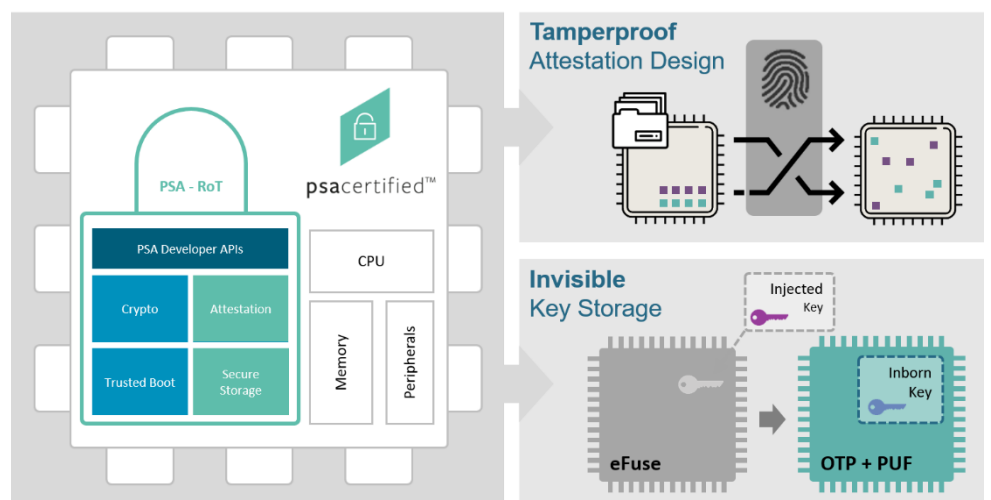 PSA - RoT
psacertified™
PSA Developer APIs
Crypto
Attestation
Trusted Boot
Secure
Storage
CPU
Memory
Peripherals
Tamperproof
Attestation Design
Invisible
Key Storage
Injected
Key
eFuse
Inborn
Key
OTP + PUF